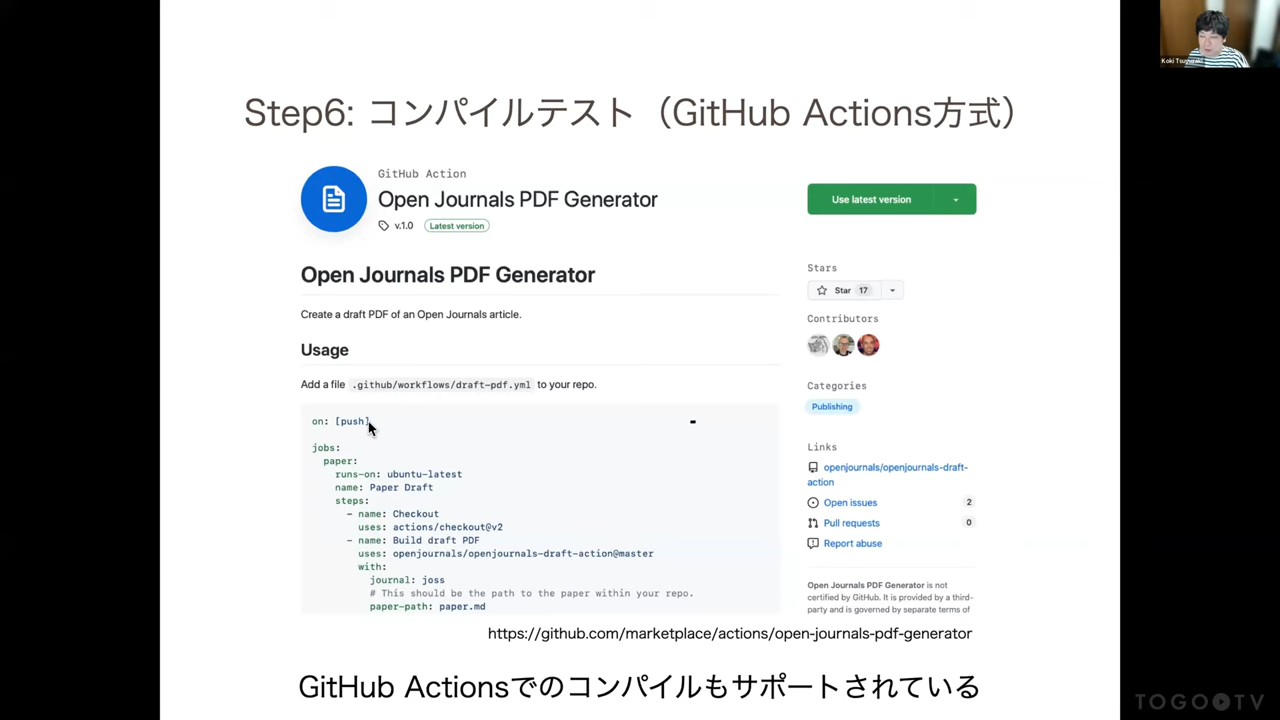 Step6: コンパイルテスト（GitHub Actions方式）
GitHub Action
Open Journals PDF Generator
v.1.0 Latest version
Use latest version
Open Journals PDF Generator
Create a draft PDF of an Open Journals article.
Usage
Add a file .github/workflows/draft-pdf.yml to your repo.
on: [push]
jobs:
paper:
runs-on: ubuntu-latest
name: Paper Draft
steps:
- name: Checkout
uses: actions/checkout@v2
- name: Build draft PDF
uses: openjournals/openjournals-draft-action@master
with:
journal: joss
# This should be the path to the paper within your repo.
paper-path: paper.md
Stars
Star 17
Contributors
Categories
Publishing
Links
openjournals/openjournals-draft-
action
Open issues 2
Pull requests 0
Report abuse
Open Journals PDF Generator is not
certified by GitHub. It is provided by a third-
party and is governed by separate terms of
https://github.com/marketplace/actions/open-journals-pdf-generator
GitHub Actionsでのコンパイルもサポートされている
Koki
TOGOTV